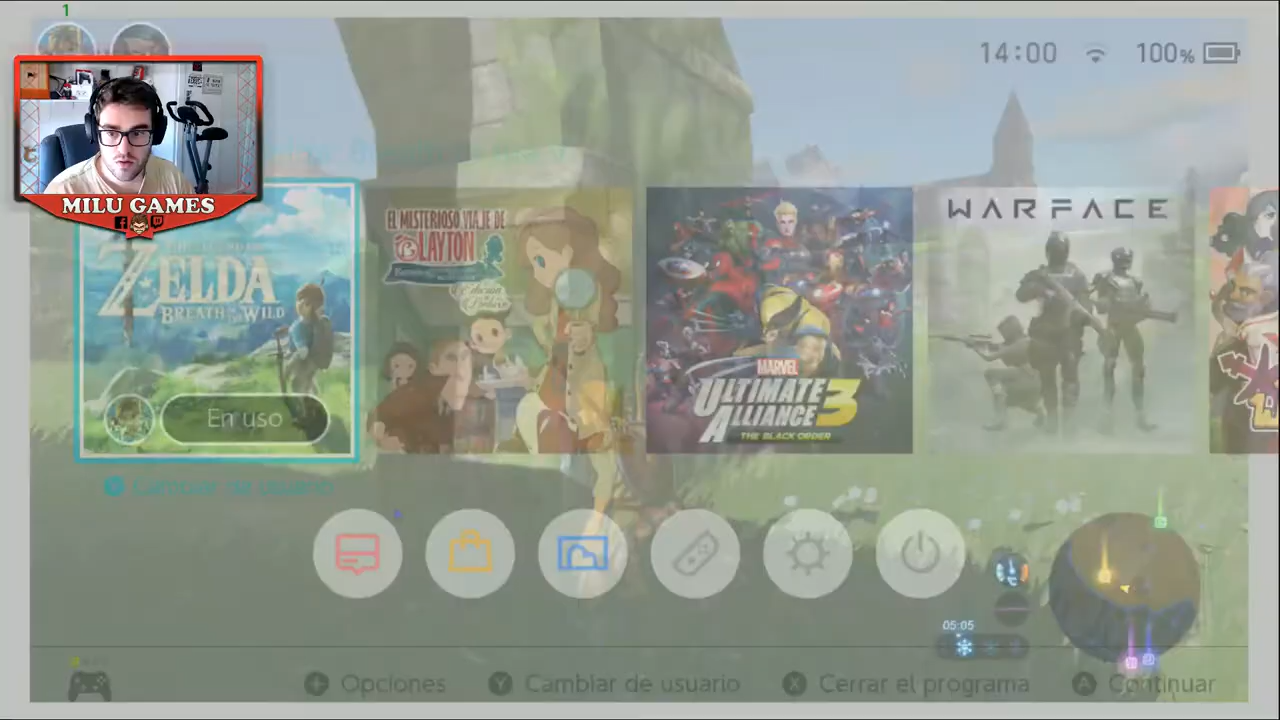 1
14:00
100%
MILU GAMES
ZELDA
BREATH OF THE WILD
En uso
EL MISTERIOSO VIAJE DE
LAYTON
Edición
MARVEL
ULTIMATE
ALLIANCE 3
THE BLACK ORDER
WARFACE
Cambiar de usuario
05:05
+ Opciones
Y Cambiar de usuario
X Cerrar el programa
A Continuar